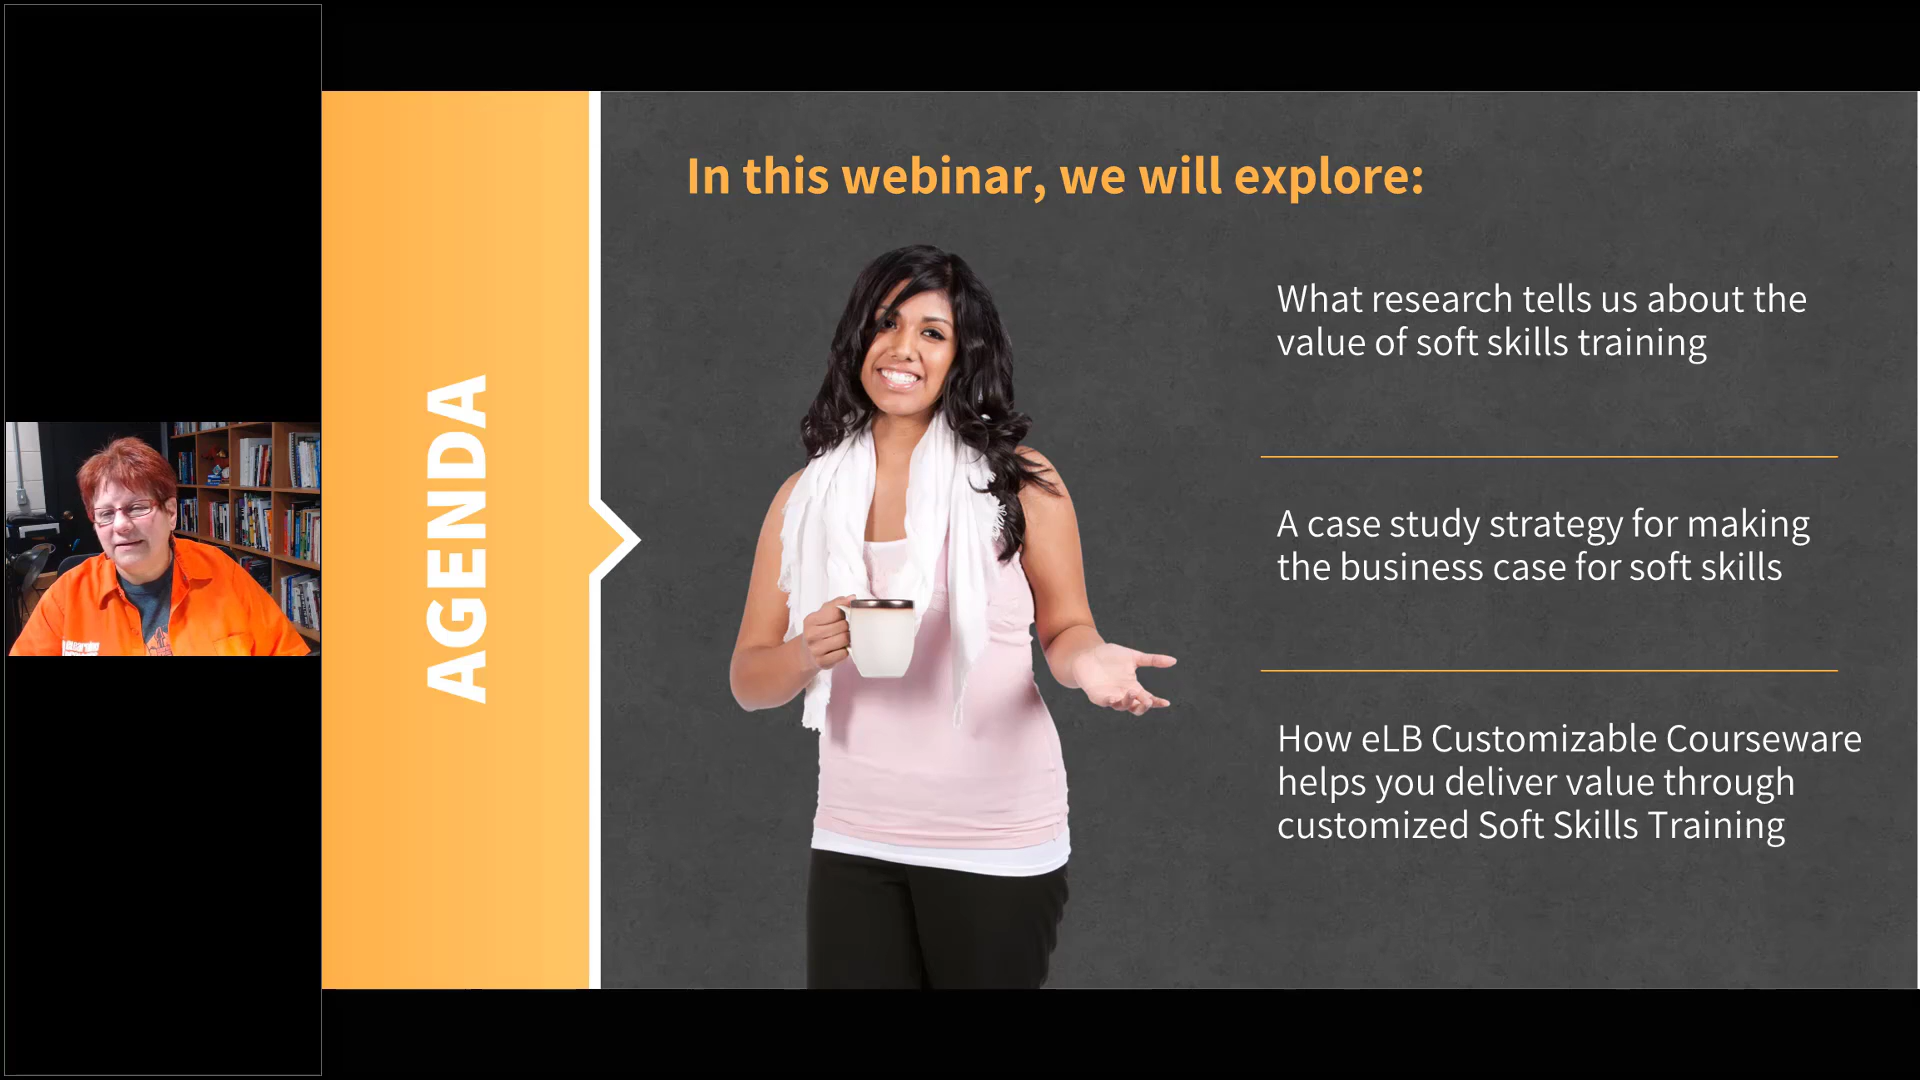 AGENDA
In this webinar, we will explore:
What research tells us about the
value of soft skills training
A case study strategy for making
the business case for soft skills
How eLB Customizable Courseware
helps you deliver value through
customized Soft Skills Training